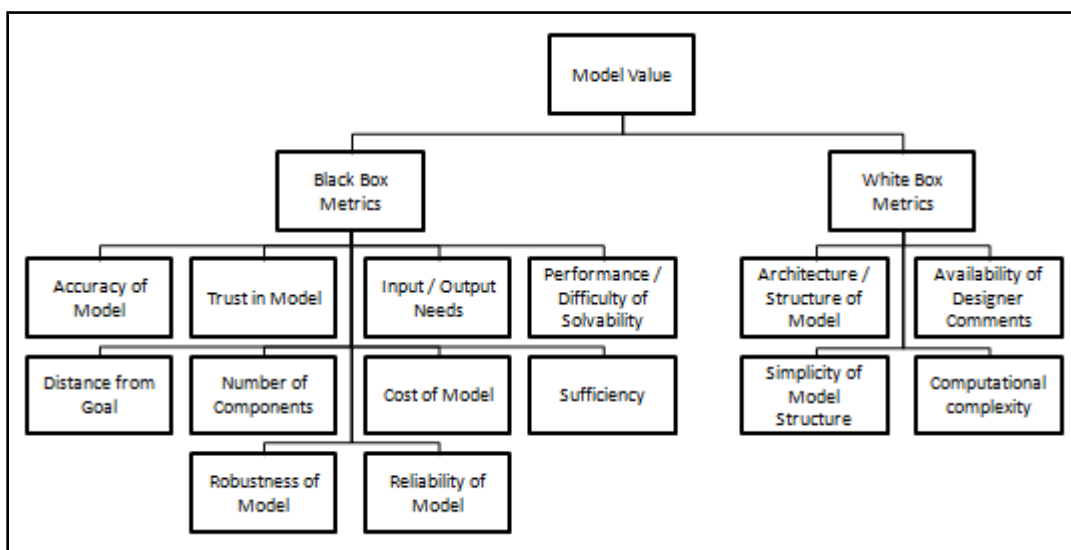 Model Value
Black Box
Metrics
White Box
Metrics
Accuracy of
Model
Trust in Model
Input / Output
Needs
Performance /
Difficulty of
Solvability
Architecture /
Structure of
Model
Availability of
Designer
Comments
Distance from
Goal
Number of
Components
Cost of Model
Sufficiency
Simplicity of
Model
Structure
Computational
complexity
Robustness of
Model
Reliability of
Model